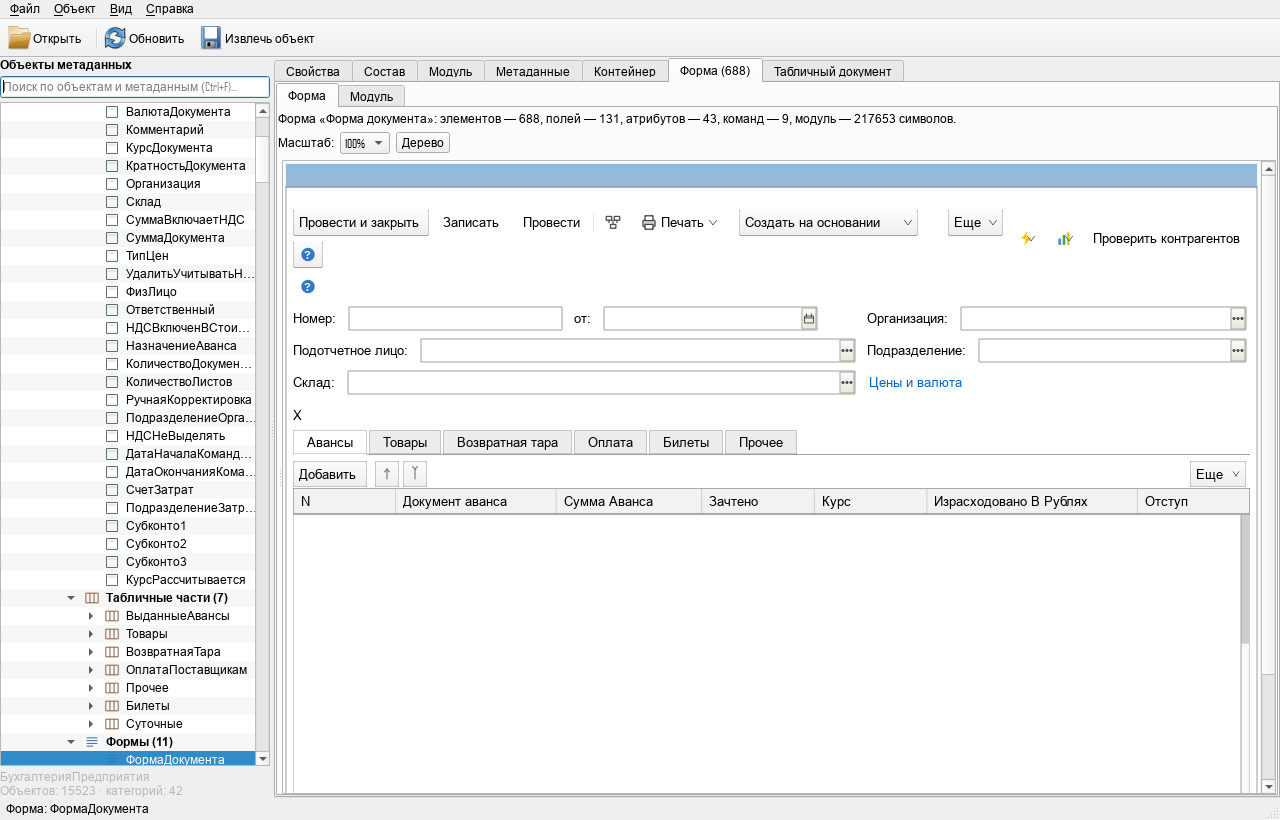 Файл Объект Вид Справка
Открыть Обновить Извлечь объект
Объекты метаданных
Поиск по объектам и метаданным (Ctrl+F)...
ВалютаДокумента
Комментарий
КурсДокумента
КратностьДокумента
Организация
Склад
СуммаВключаетНДС
СуммаДокумента
ТипЦен
УдалитьУчитыватьН...
ФизЛицо
Ответственный
НДСВключенВСтои...
НазначениеАванса
КоличествоДокумен...
КоличествоЛистов
РучнаяКорректировка
ПодразделениеОрга...
НДСНеВыделять
ДатаНачалаКоманд...
ДатаОкончанияКома...
СчетЗатрат
ПодразделениеЗатр...
Субконто1
Субконто2
Субконто3
КурсРассчитывается
Табличные части (7)
ВыданныеАвансы
Товары
ВозвратнаяТара
ОплатаПоставщикам
Прочее
Билеты
Суточные
Формы (11)
ФормаДокумента
БухгалтерияПредприятия
Объектов: 15523 · категорий: 42
Свойства Состав Модуль Метаданные Контейнер Форма (688) Табличный документ
Форма Модуль
Форма «Форма документа»: элементов — 688, полей — 131, атрибутов — 43, команд — 9, модуль — 217653 символов.
Масштаб: 100% Дерево
Провести и закрыть Записать Провести Печать Создать на основании Еще Проверить контрагентов
?
?
Номер: от: Организация:
Подотчетное лицо: Подразделение:
Склад: Цены и валюта
X
Авансы Товары Возвратная тара Оплата Билеты Прочее
Добавить Еще
N Документ аванса Сумма Аванса Зачтено Курс Израсходовано В Рублях Отступ
Форма: ФормаДокумента